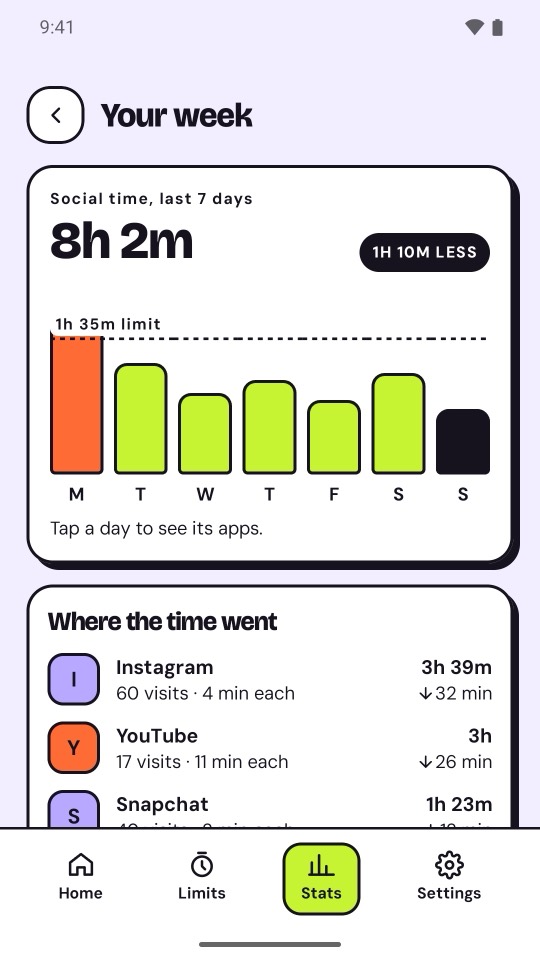 9:41
Your week
Social time, last 7 days
8h 2m
1H 10M LESS
1h 35m limit
M T W T F S S
Tap a day to see its apps.
Where the time went
I
Instagram
3h 39m
60 visits · 4 min each
↓32 min
Y
YouTube
3h
17 visits · 11 min each
↓26 min
S
Snapchat
1h 23m
Home
Limits
Stats
Settings